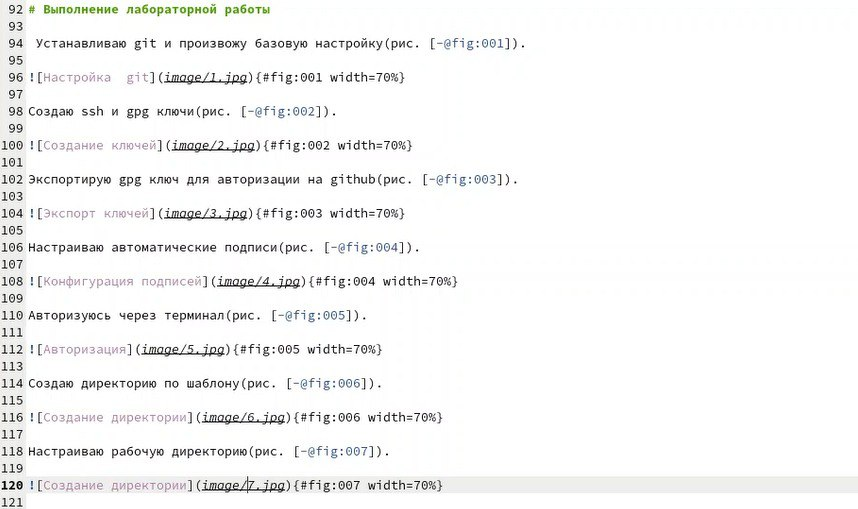 92 # Выполнение лабораторной работы
93
94  Устанавливаю git и произвожу базовую настройку(рис. [-@fig:001]).
95
96 ![Настройка  git](image/1.jpg){#fig:001 width=70%}
97
98 Создаю ssh и gpg ключи(рис. [-@fig:002]).
99
100 ![Создание ключей](image/2.jpg){#fig:002 width=70%}
101
102 Экспортирую gpg ключ для авторизации на github(рис. [-@fig:003]).
103
104 ![Экспорт ключей](image/3.jpg){#fig:003 width=70%}
105
106 Настраиваю автоматические подписи(рис. [-@fig:004]).
107
108 ![Конфигурация подписей](image/4.jpg){#fig:004 width=70%}
109
110 Авторизуюсь через терминал(рис. [-@fig:005]).
111
112 ![Авторизация](image/5.jpg){#fig:005 width=70%}
113
114 Создаю директорию по шаблону(рис. [-@fig:006]).
115
116 ![Создание директории](image/6.jpg){#fig:006 width=70%}
117
118 Настраиваю рабочую директорию(рис. [-@fig:007]).
119
120 ![Создание директории](image/7.jpg){#fig:007 width=70%}
121